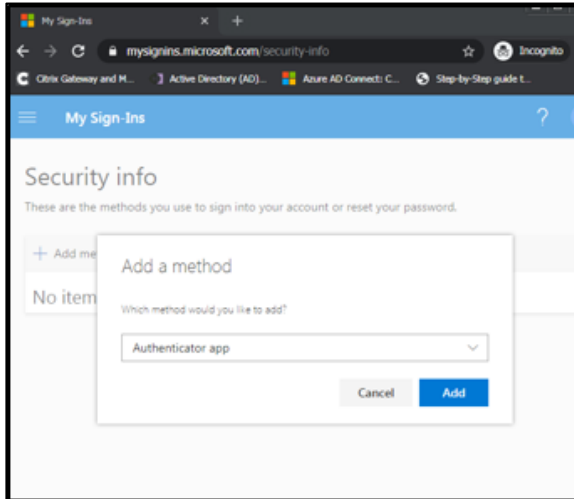 My Sign-Ins
mysignins.microsoft.com/security-info
Incognito
Citrix Gateway and M...
Active Directory (AD)...
Azure AD Connect: C...
Step-by-Step guide t...
My Sign-Ins
?
Security info
These are the methods you use to sign into your account or reset your password.
+ Add me
No item
Add a method
Which method would you like to add?
Authenticator app
Cancel
Add